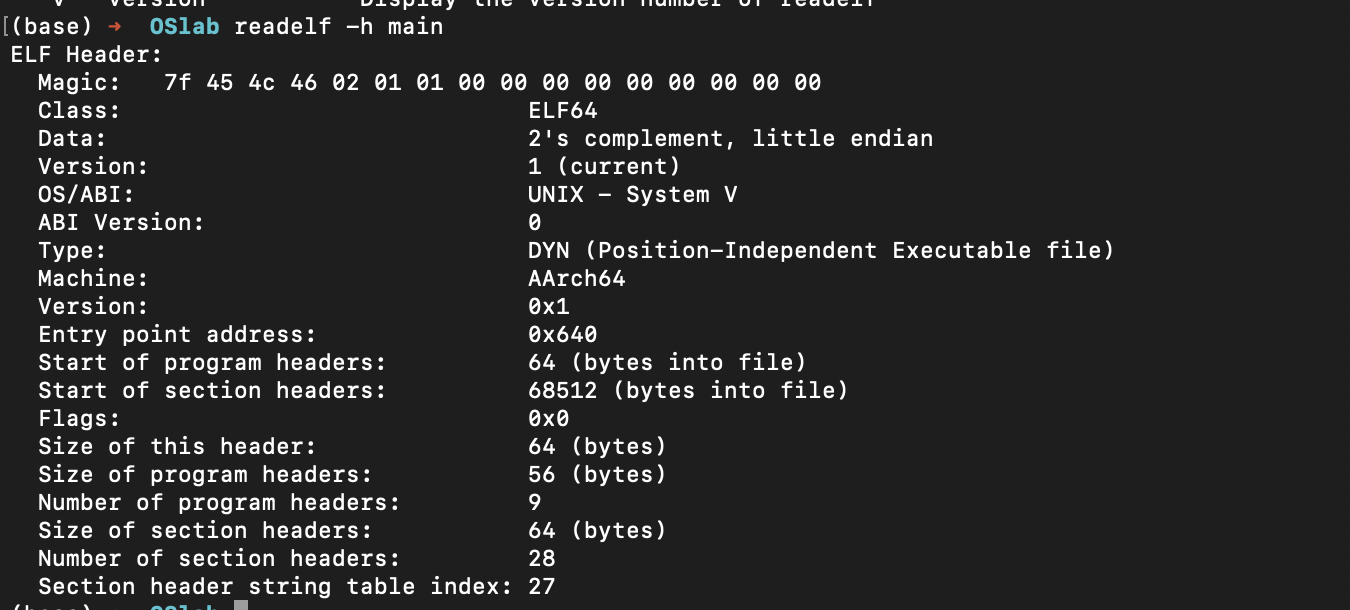 version Display the version number of readelf
[(base) → OSlab readelf -h main
ELF Header:
Magic: 7f 45 4c 46 02 01 01 00 00 00 00 00 00 00 00 00
Class: ELF64
Data: 2's complement, little endian
Version: 1 (current)
OS/ABI: UNIX - System V
ABI Version: 0
Type: DYN (Position-Independent Executable file)
Machine: AArch64
Version: 0x1
Entry point address: 0x640
Start of program headers: 64 (bytes into file)
Start of section headers: 68512 (bytes into file)
Flags: 0x0
Size of this header: 64 (bytes)
Size of program headers: 56 (bytes)
Number of program headers: 9
Size of section headers: 64 (bytes)
Number of section headers: 28
Section header string table index: 27
(base) OSlab